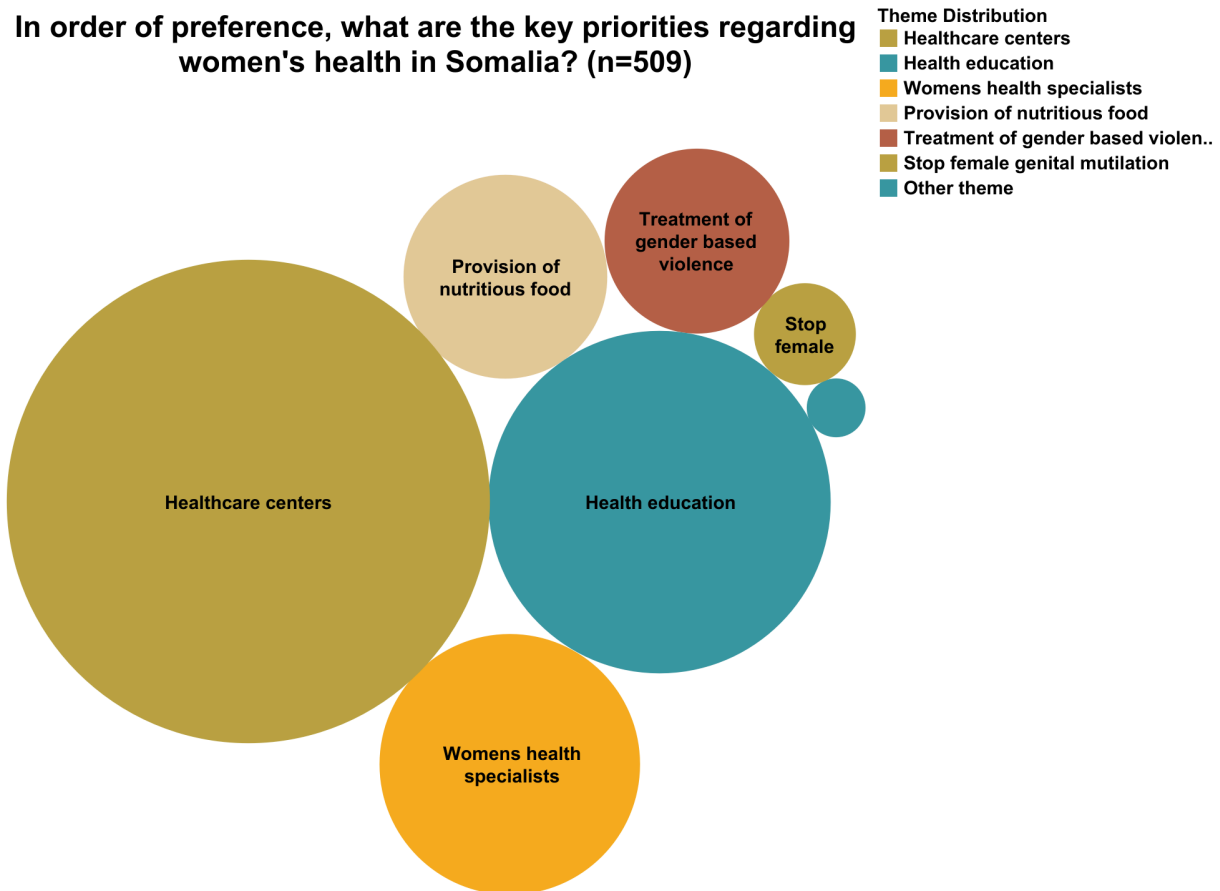 In order of preference, what are the key priorities regarding
women's health in Somalia? (n=509)
Theme Distribution
Healthcare centers
Health education
Womens health specialists
Provision of nutritious food
Treatment of gender based violen..
Stop female genital mutilation
Other theme
Treatment of
gender based
violence
Provision of
nutritious food
Stop
female
Healthcare centers
Health education
Womens health
specialists